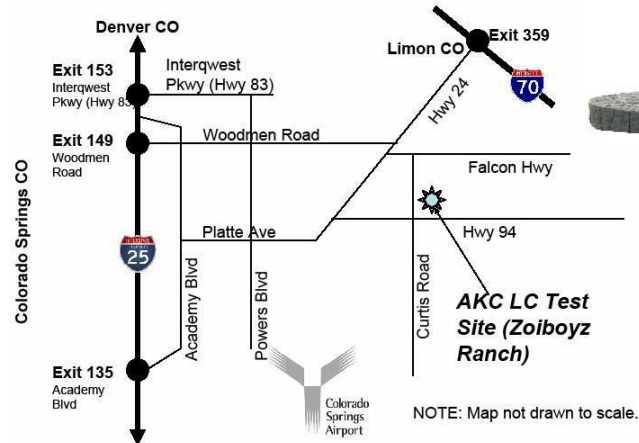 Denver CO
Exit 153
Interqwest
Pkwy (Hwy 83)
Interqwest
Pkwy (Hwy 83)
Exit 149
Woodmen
Road
Woodmen Road
Limon CO
Exit 359
INTERSTATE
70
Hwy 24
Falcon Hwy
Colorado Springs CO
INTERSTATE
25
Platte Ave
Hwy 94
Academy Blvd
Powers Blvd
Curtis Road
AKC LC Test
Site (Zoiboyz
Ranch)
Exit 135
Academy
Blvd
Colorado
Springs
Airport
NOTE: Map not drawn to scale.